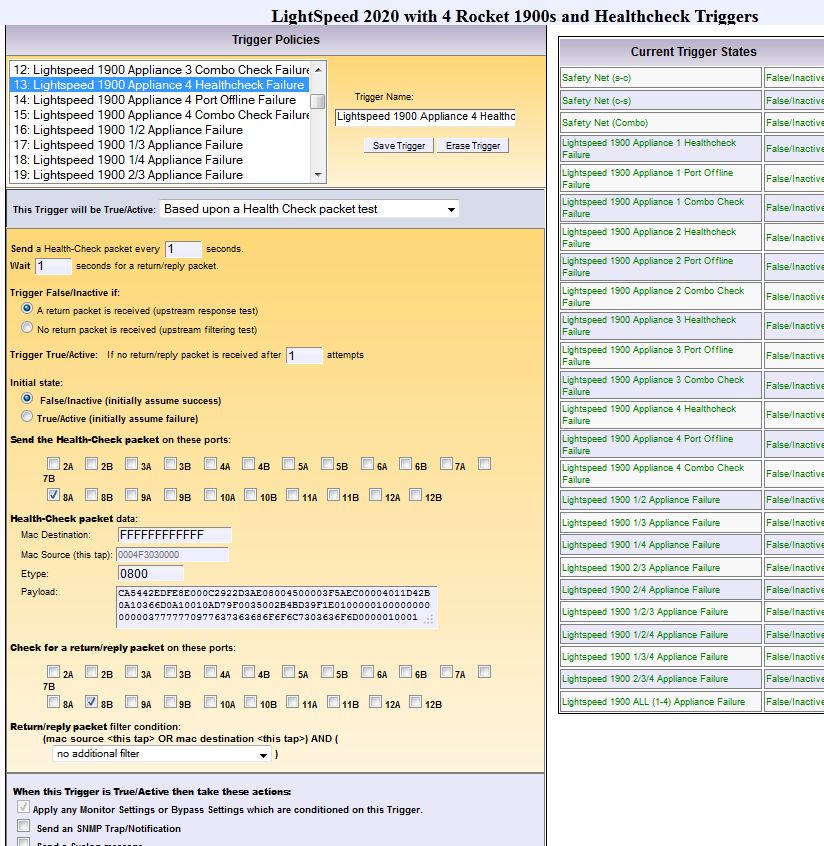 LightSpeed 2020 with 4 Rocket 1900s and Healthcheck Triggers
Trigger Policies
12: Lightspeed 1900 Appliance 3 Combo Check Failure
13: Lightspeed 1900 Appliance 4 Healthcheck Failure
14: Lightspeed 1900 Appliance 4 Port Offline Failure
15: Lightspeed 1900 Appliance 4 Combo Check Failure
16: Lightspeed 1900 1/2 Appliance Failure
17: Lightspeed 1900 1/3 Appliance Failure
18: Lightspeed 1900 1/4 Appliance Failure
19: Lightspeed 1900 2/3 Appliance Failure
Trigger Name:
Lightspeed 1900 Appliance 4 Healthc
Save Trigger Erase Trigger
This Trigger will be True/Active: Based upon a Health Check packet test
Send a Health-Check packet every 1 seconds.
Wait 1 seconds for a return/reply packet.
Trigger False/Inactive if:
A return packet is received (upstream response test)
No return packet is received (upstream filtering test)
Trigger True/Active: If no return/reply packet is received after 1 attempts
Initial state:
False/Inactive (initially assume success)
True/Active (initially assume failure)
Send the Health-Check packet on these ports:
2A 2B 3A 3B 4A 4B 5A 5B 6A 6B 7A
7B
8A 8B 9A 9B 10A 10B 11A 11B 12A 12B
Health-Check packet data:
Mac Destination: FFFFFFFFFFFF
Mac Source (this tap): 0004F3030000
Etype: 0800
Payload: CA5442EDFE8E000C2922D3AE08004500003F5AEC00004011D42B
0A10366D0A10010AD79F0035002B4BD39F1E0100000100000000
0000037777770977637363686F6F6C7303636F6D0000010001
Check for a return/reply packet on these ports:
2A 2B 3A 3B 4A 4B 5A 5B 6A 6B 7A
7B
8A 8B 9A 9B 10A 10B 11A 11B 12A 12B
Return/reply packet filter condition:
(mac source <this tap> OR mac destination <this tap>) AND (
no additional filter )
When this Trigger is True/Active then take these actions:
Apply any Monitor Settings or Bypass Settings which are conditioned on this Trigger.
Send an SNMP Trap/Notification
Send a Syslog message
Current Trigger States
Safety Net (s-c) False/Inactive
Safety Net (c-s) False/Inactive
Safety Net (Combo) False/Inactive
Lightspeed 1900 Appliance 1 Healthcheck
Failure False/Inactive
Lightspeed 1900 Appliance 1 Port Offline
Failure False/Inactive
Lightspeed 1900 Appliance 1 Combo Check
Failure False/Inactive
Lightspeed 1900 Appliance 2 Healthcheck
Failure False/Inactive
Lightspeed 1900 Appliance 2 Port Offline
Failure False/Inactive
Lightspeed 1900 Appliance 2 Combo Check
Failure False/Inactive
Lightspeed 1900 Appliance 3 Healthcheck
Failure False/Inactive
Lightspeed 1900 Appliance 3 Port Offline
Failure False/Inactive
Lightspeed 1900 Appliance 3 Combo Check
Failure False/Inactive
Lightspeed 1900 Appliance 4 Healthcheck
Failure False/Inactive
Lightspeed 1900 Appliance 4 Port Offline
Failure False/Inactive
Lightspeed 1900 Appliance 4 Combo Check
Failure False/Inactive
Lightspeed 1900 1/2 Appliance Failure False/Inactive
Lightspeed 1900 1/3 Appliance Failure False/Inactive
Lightspeed 1900 1/4 Appliance Failure False/Inactive
Lightspeed 1900 2/3 Appliance Failure False/Inactive
Lightspeed 1900 2/4 Appliance Failure False/Inactive
Lightspeed 1900 1/2/3 Appliance Failure False/Inactive
Lightspeed 1900 1/2/4 Appliance Failure False/Inactive
Lightspeed 1900 1/3/4 Appliance Failure False/Inactive
Lightspeed 1900 2/3/4 Appliance Failure False/Inactive
Lightspeed 1900 ALL (1-4) Appliance Failure False/Inactive